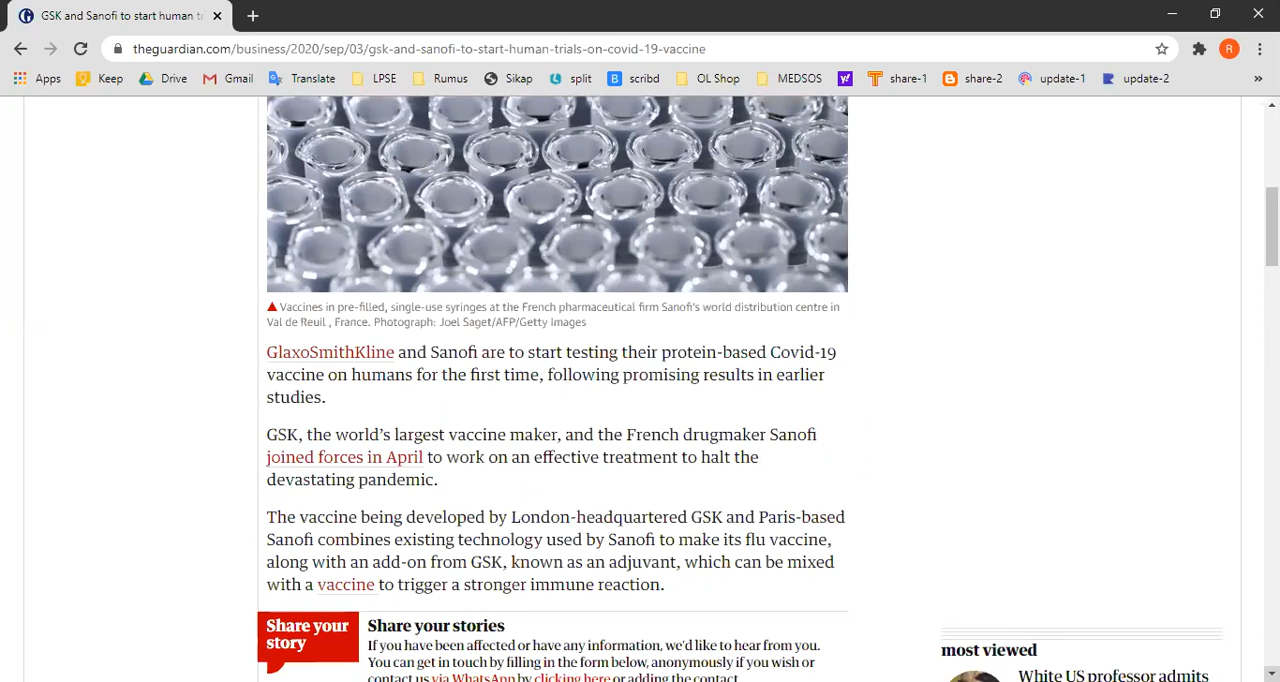 GSK and Sanofi to start human tr
theguardian.com/business/2020/sep/03/gsk-and-sanofi-to-start-human-trials-on-covid-19-vaccine
R
Apps Keep Drive Gmail Translate LPSE Rumus Sikap split scribd OL Shop MEDSOS share-1 share-2 update-1 update-2 »
Vaccines in pre-filled, single-use syringes at the French pharmaceutical firm Sanofi's world distribution centre in
Val de Reuil , France. Photograph: Joel Saget/AFP/Getty Images
GlaxoSmithKline and Sanofi are to start testing their protein-based Covid-19
vaccine on humans for the first time, following promising results in earlier
studies.
GSK, the world's largest vaccine maker, and the French drugmaker Sanofi
joined forces in April to work on an effective treatment to halt the
devastating pandemic.
The vaccine being developed by London-headquartered GSK and Paris-based
Sanofi combines existing technology used by Sanofi to make its flu vaccine,
along with an add-on from GSK, known as an adjuvant, which can be mixed
with a vaccine to trigger a stronger immune reaction.
Share your
story
Share your stories
If you have been affected or have any information, we'd like to hear from you.
You can get in touch by filling in the form below, anonymously if you wish or
contact us via WhatsApp by clicking here or adding the contact
most viewed
White US professor admits